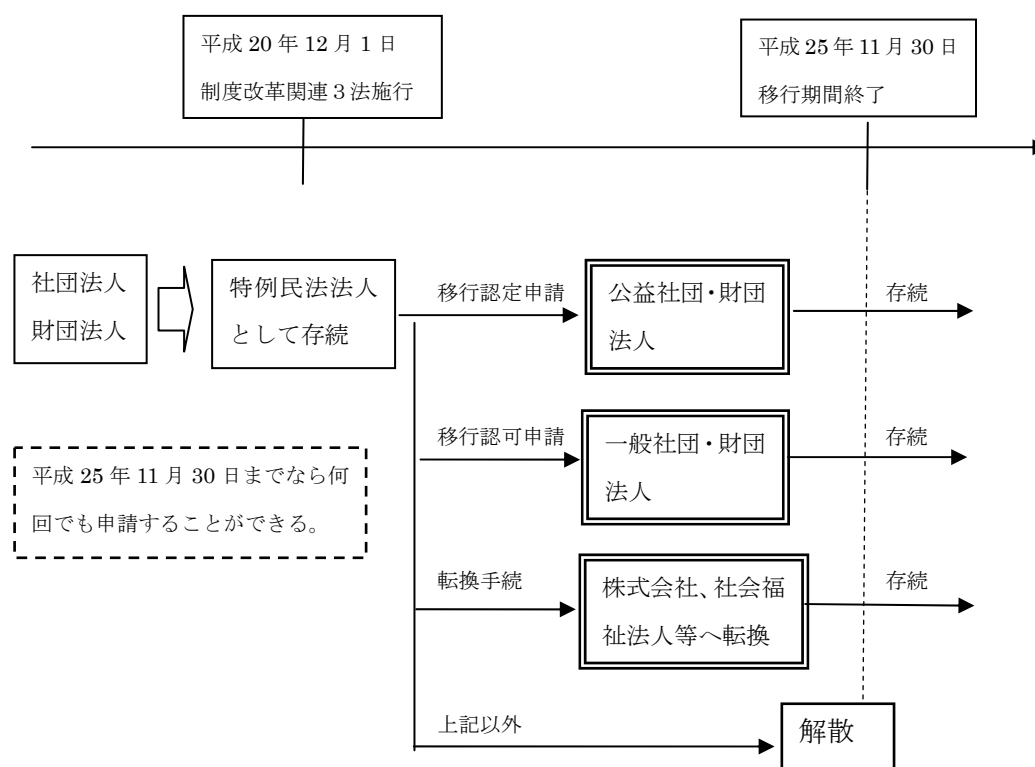 平成 20 年 12 月 1 日
制度改革関連３法施行
平成 25 年 11 月 30 日
移行期間終了
社団法人
財団法人
特例民法法人
として存続
移行認定申請
公益社団・財団
法人
存続
移行認可申請
一般社団・財団
法人
存続
平成 25 年 11 月 30 日までなら何
回でも申請することができる。
転換手続
株式会社、社会福
祉法人等へ転換
存続
上記以外
解散